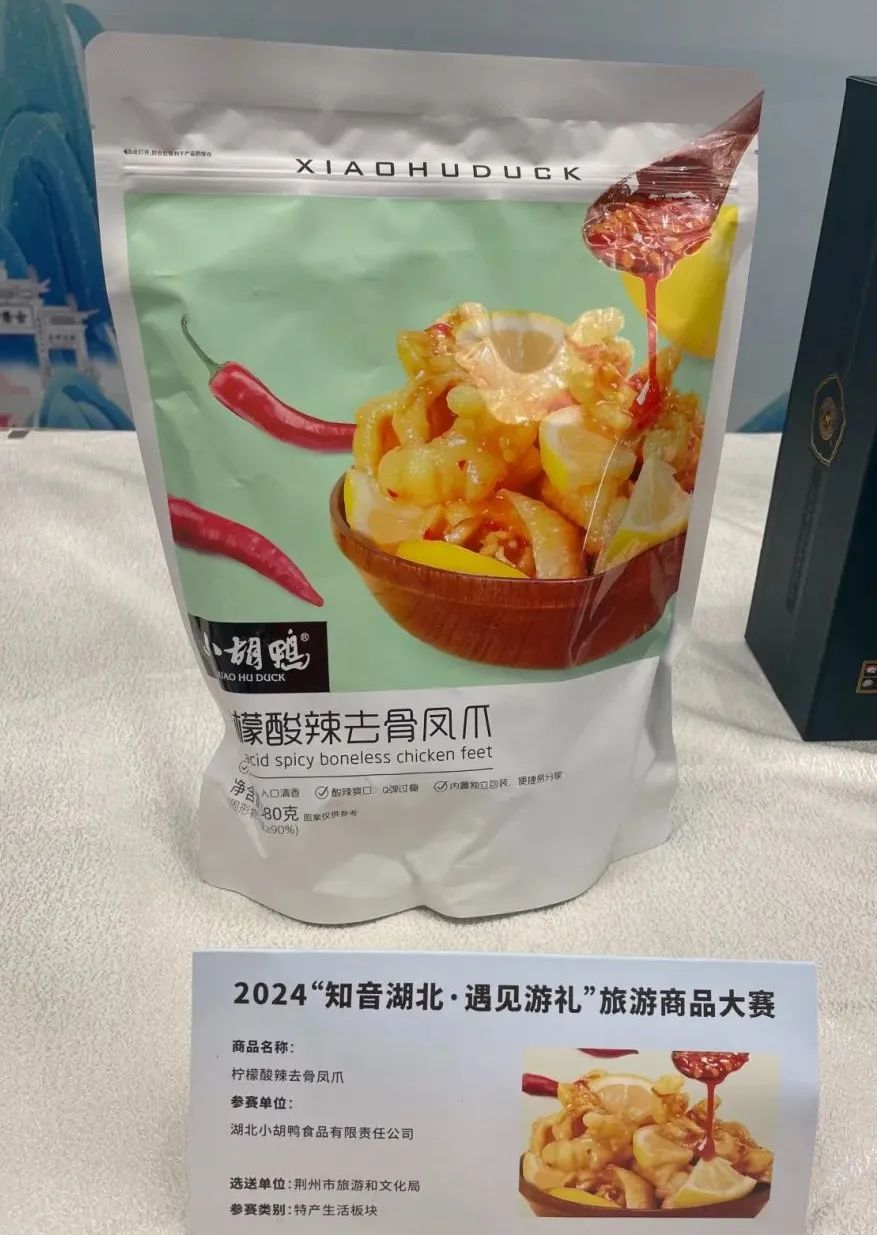 XIAOHUDUCK
小胡鸭®
XIAO HU DUCK
檬酸辣去骨凤爪
acid spicy boneless chicken feet
入口清香 酸辣爽口，Q弹过瘾 内置独立包装，便捷易分享
净含
80克 图案仅供参考
≥90%)
2024“知音湖北·遇见游礼”旅游商品大赛
商品名称：
柠檬酸辣去骨凤爪
参赛单位：
湖北小胡鸭食品有限责任公司
选送单位：荆州市旅游和文化局
参赛类别：特产生活板块